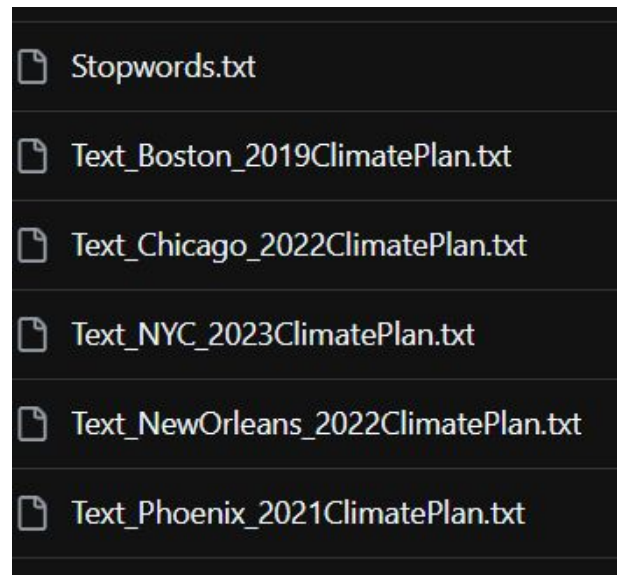 Stopwords.txt
Text_Boston_2019ClimatePlan.txt
Text_Chicago_2022ClimatePlan.txt
Text_NYC_2023ClimatePlan.txt
Text_NewOrleans_2022ClimatePlan.txt
Text_Phoenix_2021ClimatePlan.txt